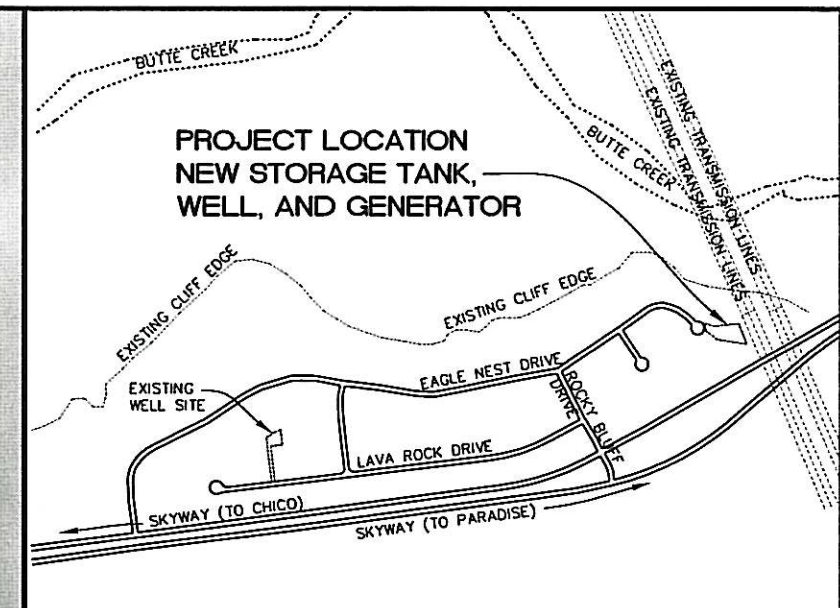 BUTTE CREEK
EXISTING TRANSMISSION LINES
EXISTING TRANSMISSION LINES
PROJECT LOCATION
NEW STORAGE TANK,
WELL, AND GENERATOR
BUTTE CREEK
EXISTING CLIFF EDGE
EXISTING CLIFF EDGE
EXISTING
WELL SITE
EAGLE NEST DRIVE
ROCKY BLUFF
DRIVE
LAVA ROCK DRIVE
SKYWAY (TO CHICO)
SKYWAY (TO PARADISE)